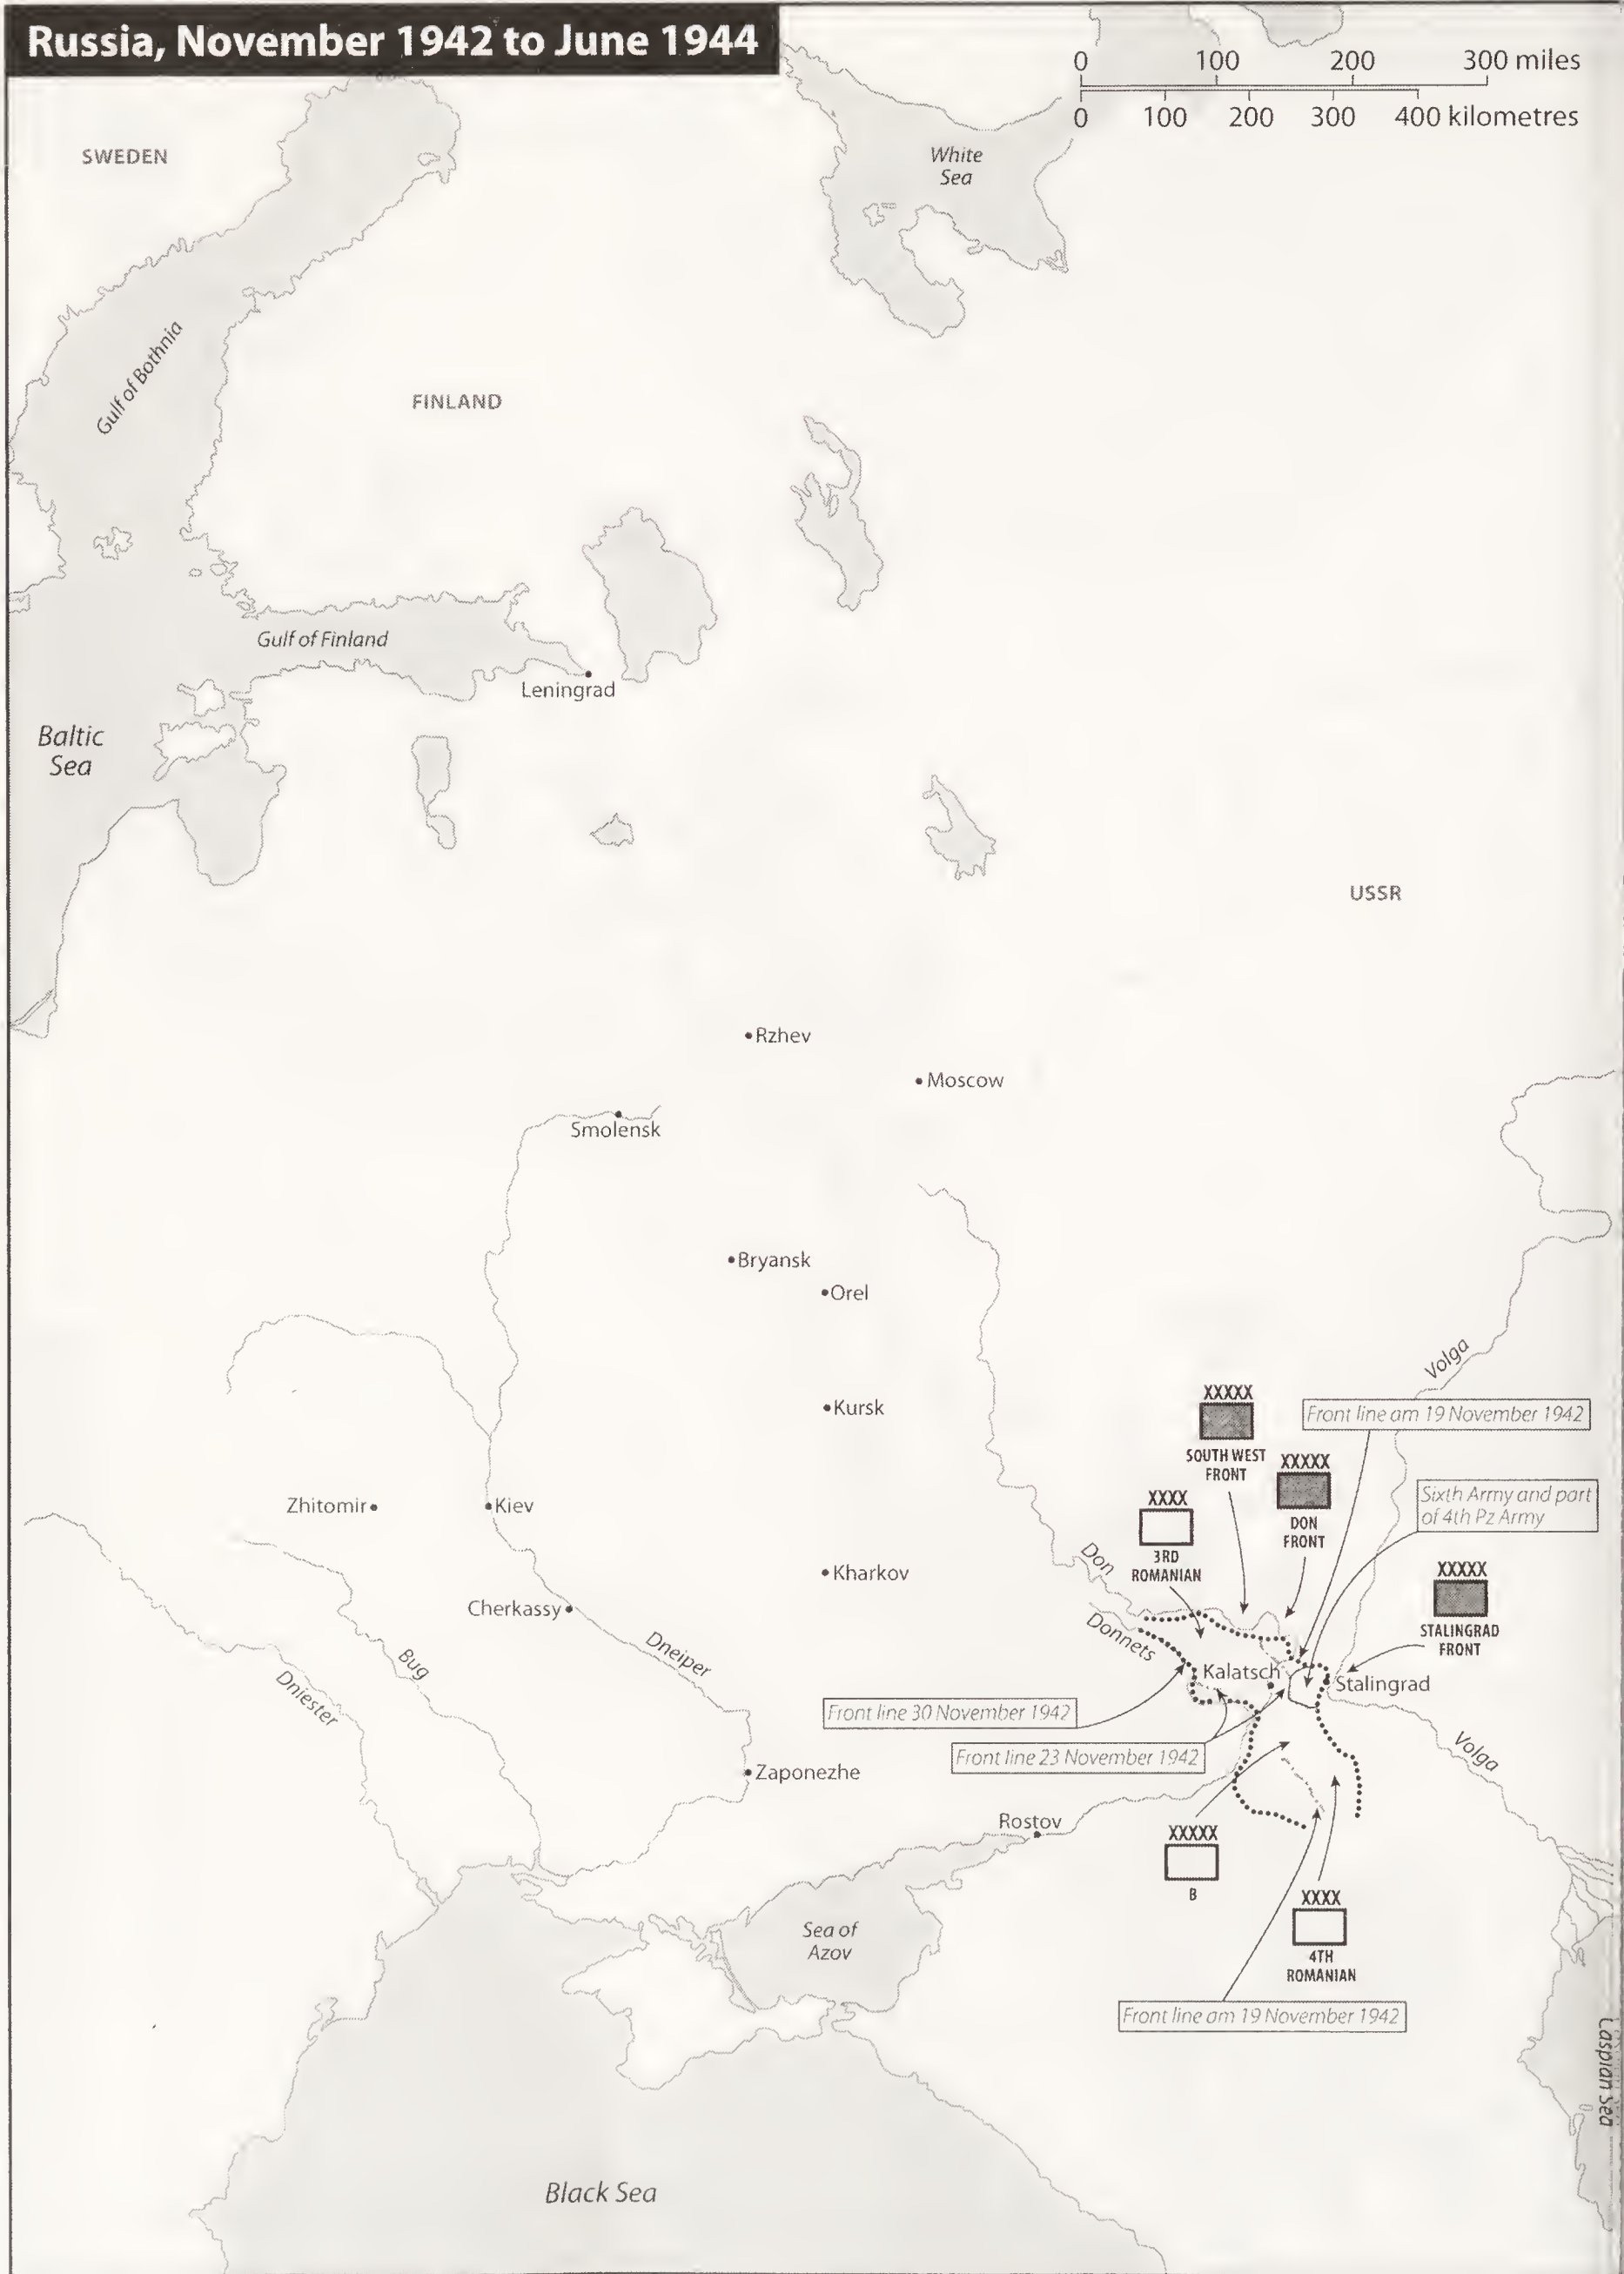 Russia, November 1942 to June 1944
0 100 200 300 miles
0 100 200 300 400 kilometres
SWEDEN
White
Sea
Gulf of Bothnia
FINLAND
Gulf of Finland
Leningrad
Baltic
Sea
USSR
Rzhev
Moscow
Smolensk
Bryansk
Orel
Volga
Kursk
XXXXX
SOUTH WEST
FRONT
Front line am 19 November 1942
XXXXX
DON
FRONT
Sixth Army and part
of 4th Pz Army
XXXX
3RD
ROMANIAN
Zhitomir
Kiev
Don
Kharkov
XXXXX
STALINGRAD
FRONT
Cherkassy
Donnets
Dneiper
Bug
Dniester
Kalatsch
Stalingrad
Front line 30 November 1942
Front line 23 November 1942
Volga
Zaponezhe
Rostov
XXXXX
B
XXXX
4TH
ROMANIAN
Sea of
Azov
Front line am 19 November 1942
Caspian Sea
Black Sea